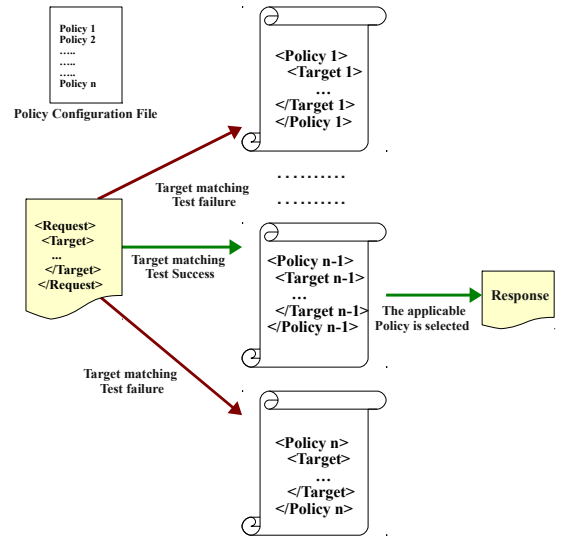 Policy 1
Policy 2
.....
.....
.....
Policy n
Policy Configuration File
<Policy 1>
<Target 1>
...
</Target 1>
</Policy 1>
Target matching
Test failure
..........
..........
<Request>
<Target>
...
</Target>
</Request>
Target matching
Test Success
<Policy n-1>
<Target n-1>
...
</Target n-1>
</Policy n-1>
The applicable
Policy is selected
Response
Target matching
Test failure
<Policy n>
<Target>
...
</Target>
</Policy n>